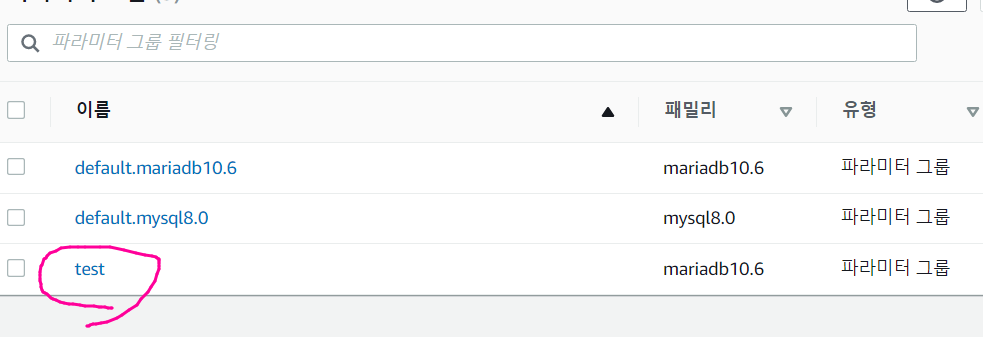 파라미터 그룹 필터링
이름 패밀리 유형
default.mariadb10.6 mariadb10.6 파라미터 그룹
default.mysql8.0 mysql8.0 파라미터 그룹
test mariadb10.6 파라미터 그룹